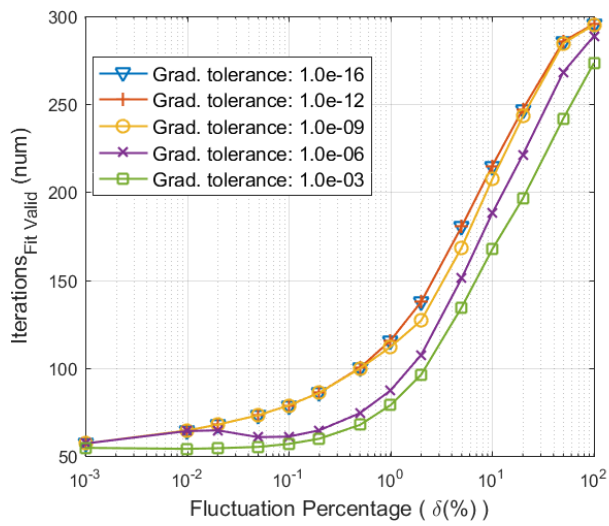 300
250
200
150
100
50
Iterations_Fit Valid (num)
Grad. tolerance: 1.0e-16
Grad. tolerance: 1.0e-12
Grad. tolerance: 1.0e-09
Grad. tolerance: 1.0e-06
Grad. tolerance: 1.0e-03
10^-3 10^-2 10^-1 10^0 10^1 10^2
Fluctuation Percentage ( δ(%) )